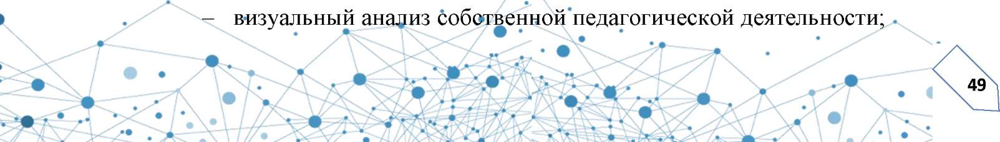 – визуальный анализ собственной педагогической деятельности;
49